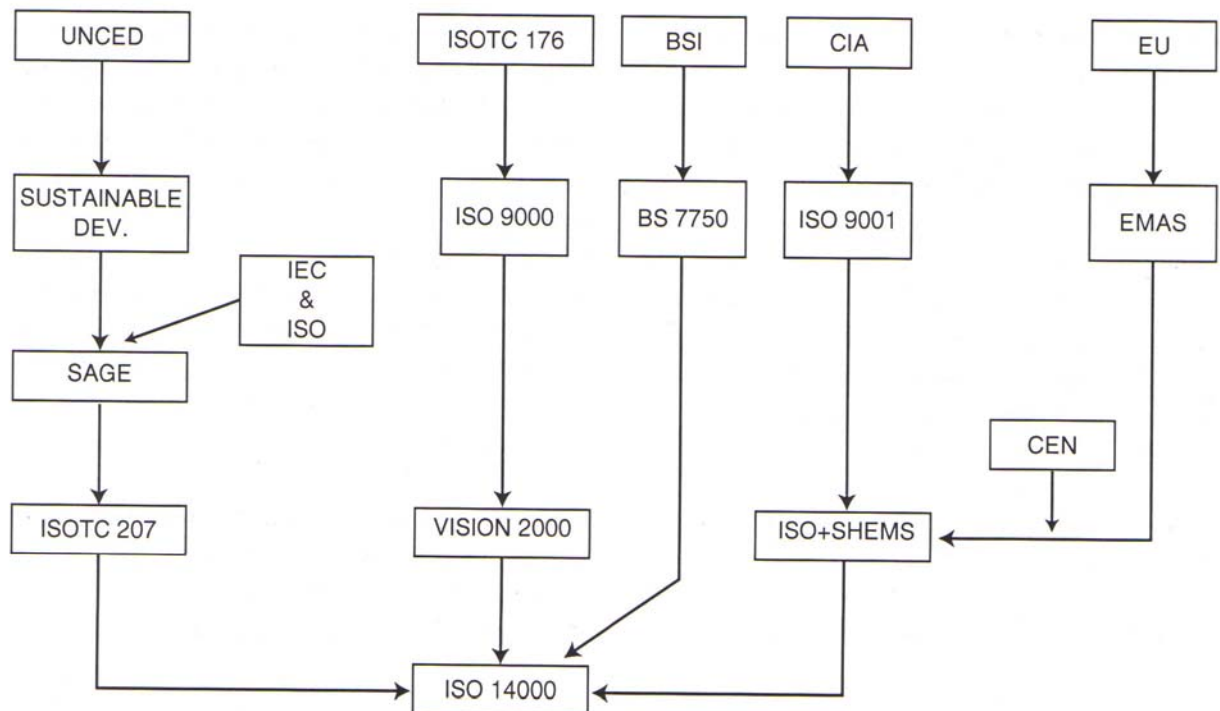 UNCED
ISOTC 176
BSI
CIA
EU
SUSTAINABLE
DEV.
ISO 9000
BS 7750
ISO 9001
EMAS
IEC
&
ISO
SAGE
CEN
ISOTC 207
VISION 2000
ISO+SHEMS
ISO 14000